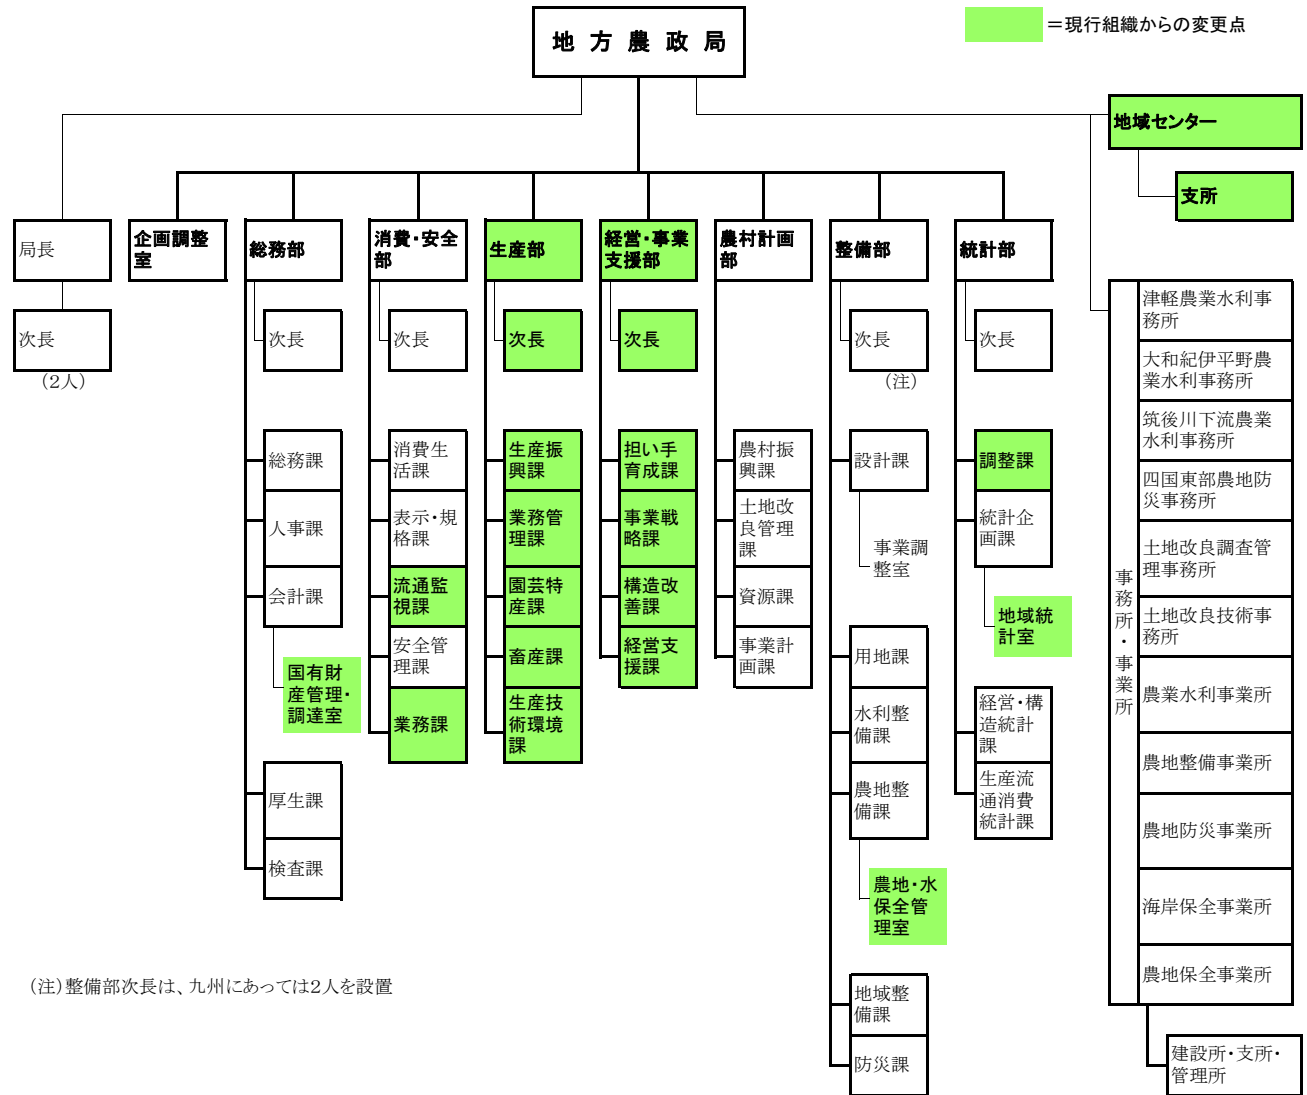 地方農政局
＝現行組織からの変更点
地域センター
支所
局長
次長
（2人）
企画調整
室
総務部
次長
総務課
人事課
会計課
国有財
産管理・
調達室
厚生課
検査課
消費・安全
部
次長
消費生
活課
表示・規
格課
流通監
視課
安全管
理課
業務課
生産部
次長
生産振
興課
業務管
理課
園芸特
産課
畜産課
生産技
術環境
課
経営・事業
支援部
次長
担い手
育成課
事業戦
略課
構造改
善課
経営支
援課
農村計画
部
農村振
興課
土地改
良管理
課
資源課
事業計
画課
整備部
次長
（注）
設計課
事業調
整室
用地課
水利整
備課
農地整
備課
農地・水
保全管
理室
地域整
備課
防災課
統計部
次長
調整課
統計企
画課
地域統
計室
経営・構
造統計
課
生産流
通消費
統計課
事務所・事業所
津軽農業水利事
務所
大和紀伊平野農
業水利事務所
筑後川下流農業
水利事務所
四国東部農地防
災事務所
土地改良調査管
理事務所
土地改良技術事
務所
農業水利事業所
農地整備事業所
農地防災事業所
海岸保全事業所
農地保全事業所
建設所・支所・
管理所
（注）整備部次長は、九州にあっては2人を設置